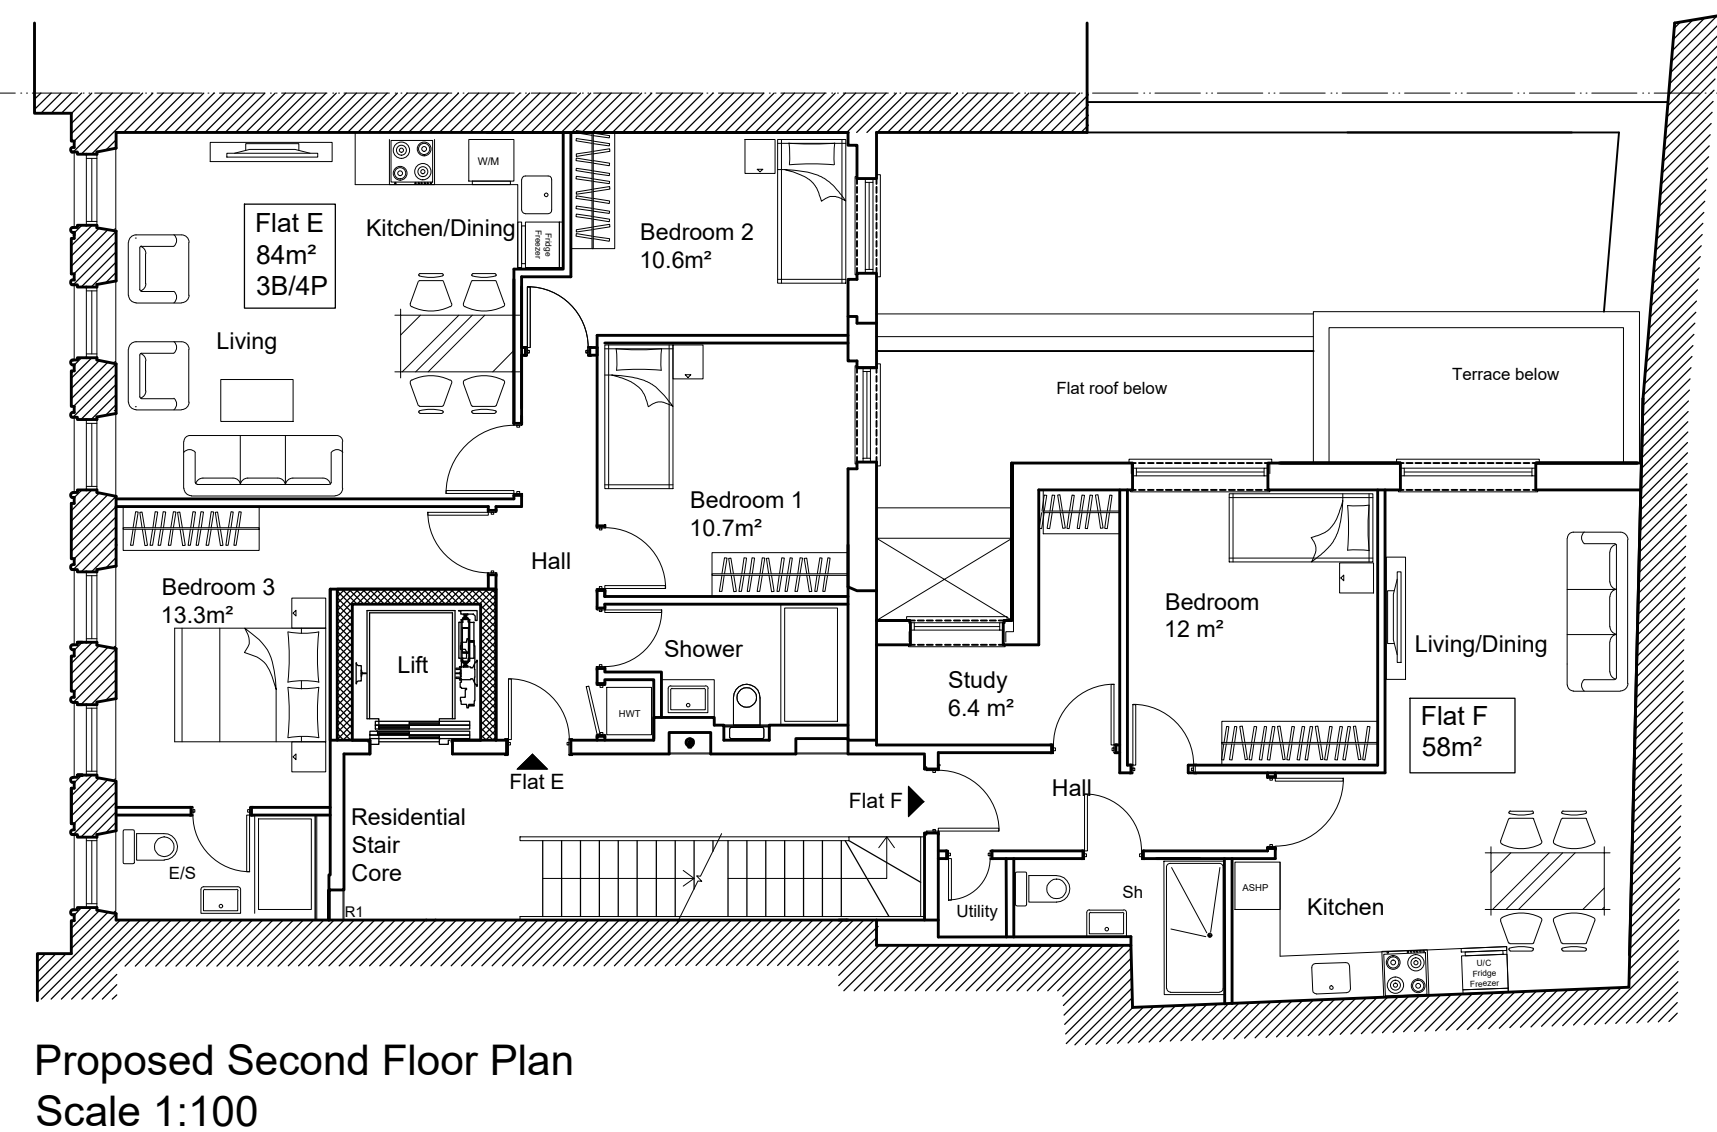 Flat E
84m²
3B/4P
Kitchen/Dining
W/M
Fridge
Freezer
Living
Bedroom 2
10.6m²
Bedroom 1
10.7m²
Hall
Bedroom 3
13.3m²
Lift
Shower
HWT
Flat E
Flat F
Residential
Stair
Core
E/S
R1
Flat roof below
Terrace below
Study
6.4 m²
Bedroom
12 m²
Living/Dining
Flat F
58m²
Hall
Utility
Sh
ASHP
Kitchen
U/C
Fridge
Freezer
Proposed Second Floor Plan
Scale 1:100